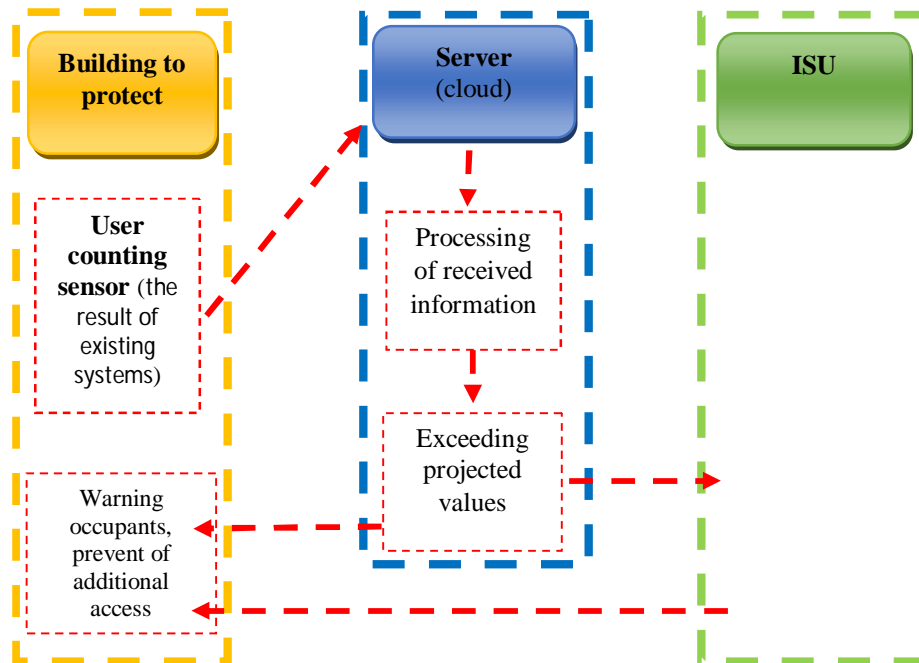 Building to
protect
Server
(cloud)
ISU
User
counting
sensor (the
result of
existing
systems)
Processing
of received
information
Exceeding
projected
values
Warning
occupants,
prevent of
additional
access